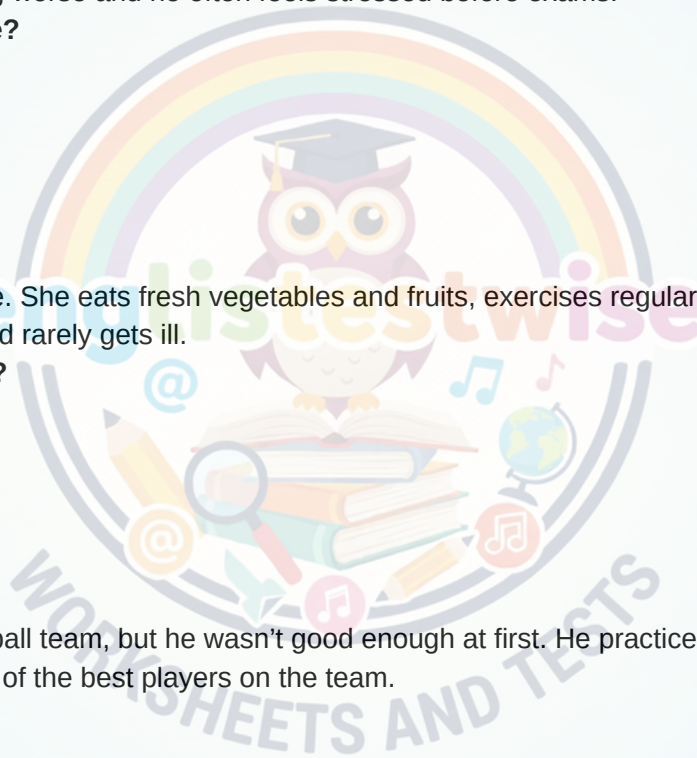 worse and he often feels stressed before exams.
e?
e. She eats fresh vegetables and fruits, exercises regular
englistestwise
d rarely gets ill.
?
ball team, but he wasn’t good enough at first. He practice
of the best players on the team.
WORKSHEETS AND TESTS